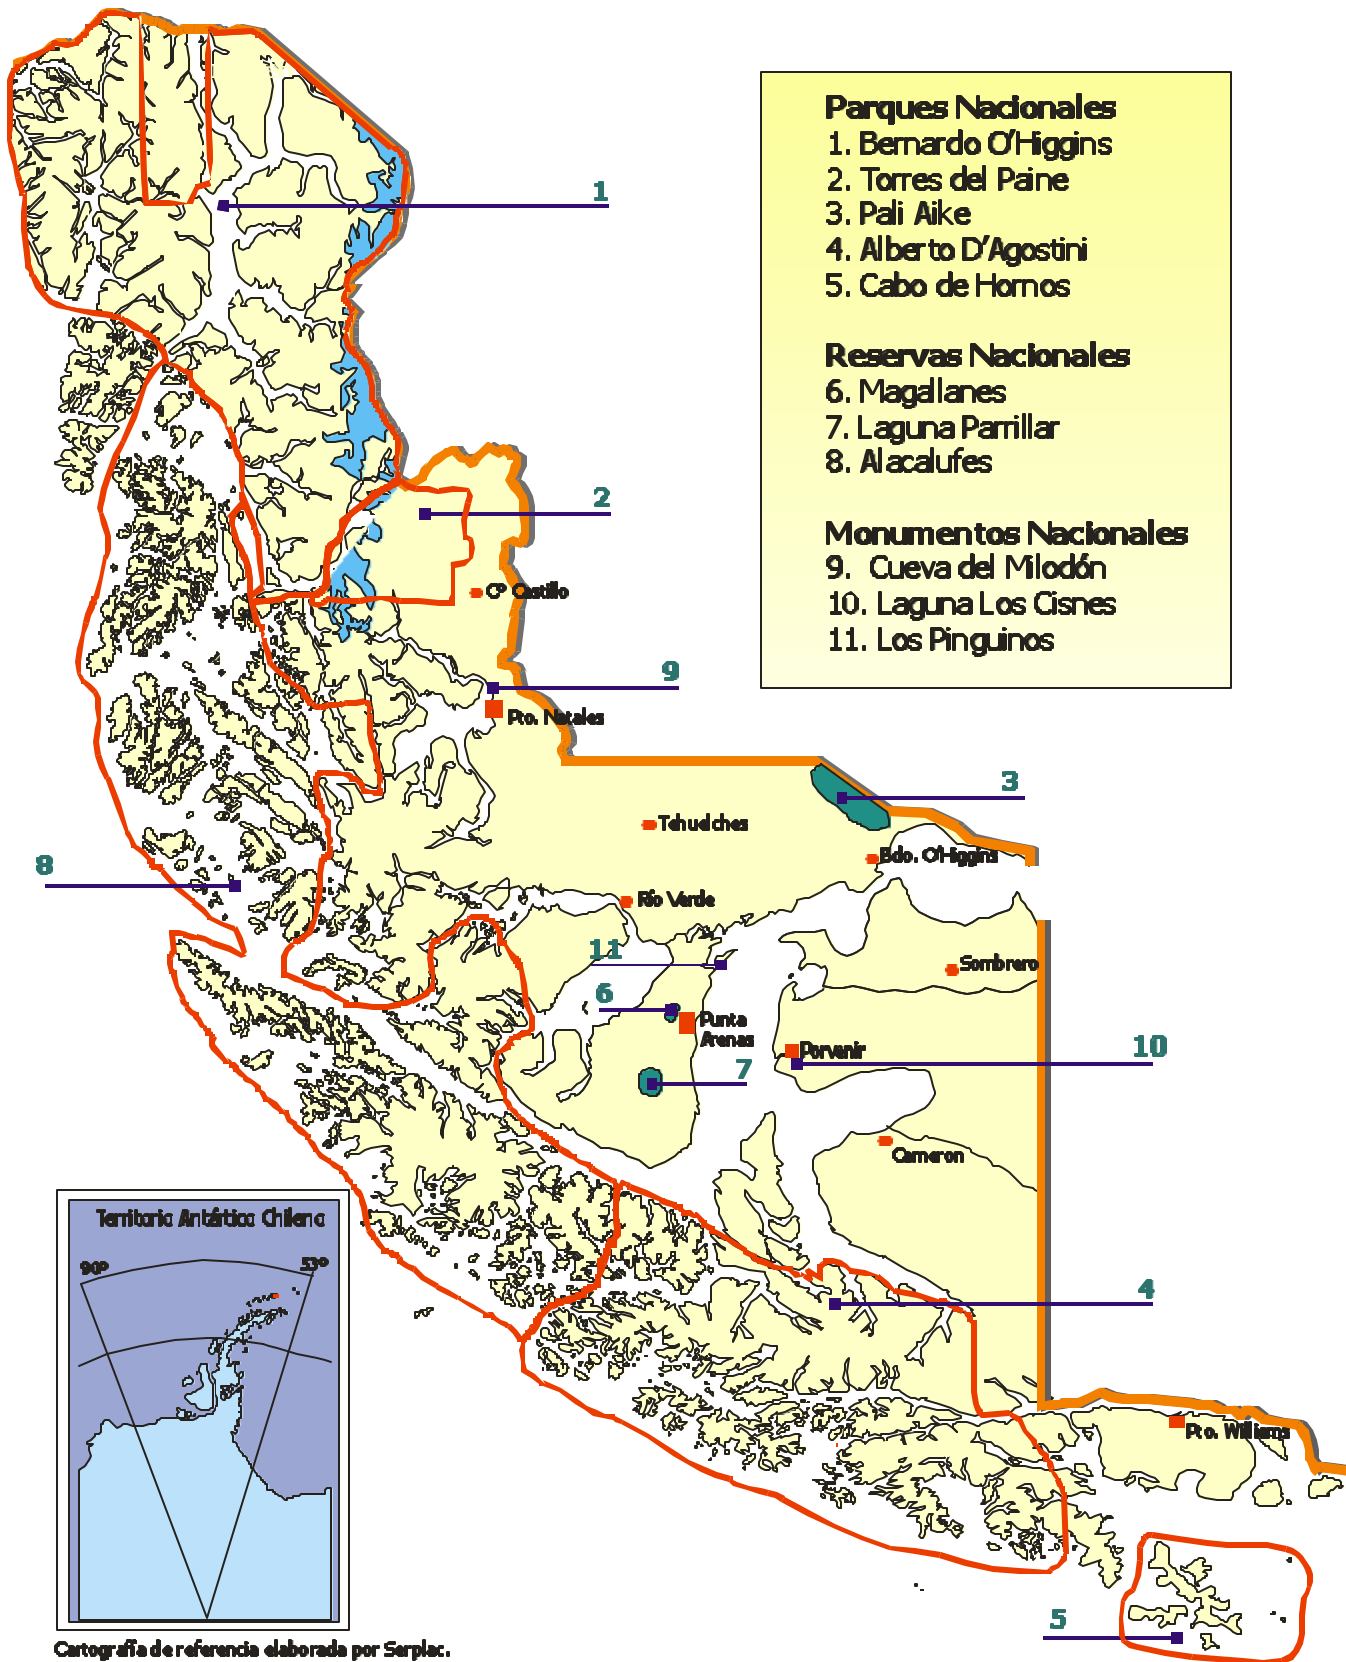 Parques Nacionales
1. Bernardo O'Higgins
2. Torres del Paine
3. Pali Aike
4. Alberto D'Agostini
5. Cabo de Hornos
Reservas Nacionales
6. Magallanes
7. Laguna Parrillar
8. Alacalufes
Monumentos Nacionales
9. Cueva del Milodón
10. Laguna Los Cisnes
11. Los Pinguinos
1
2
Cº Castillo
9
Pto. Natales
3
Tehuelches
Bdo. O'Higgins
8
Río Verde
11
Sombrero
6
Punta
Arenas
Porvenir
10
7
Cameron
4
Pto. Williams
5
Territorio Antártico Chileno
90º
53º
Cartografía de referencia elaborada por Serplac.